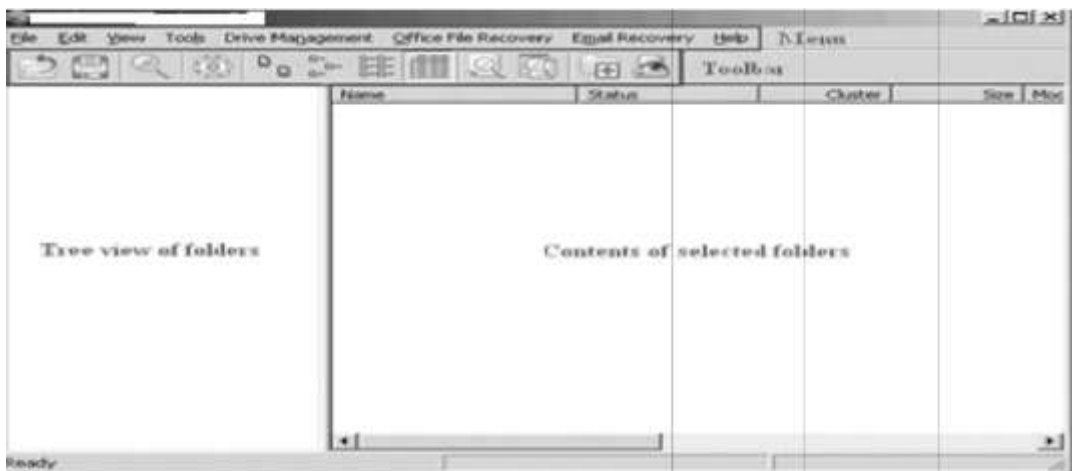 File Edit View Tools Drive Management Office File Recovery Email Recovery Help Menu
Toolbar
Name Status Cluster Size Moc
Tree view of folders Contents of selected folders
Ready